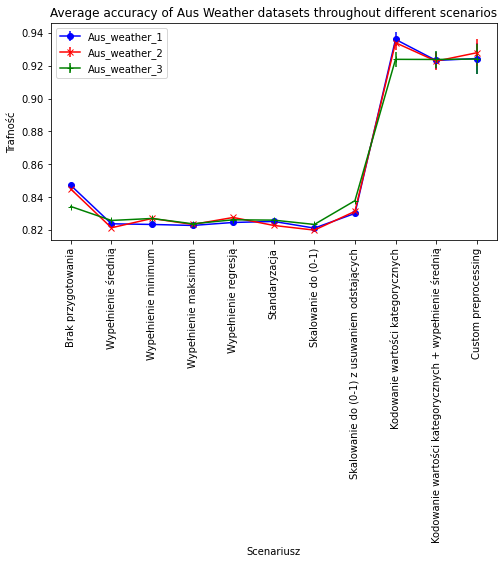 Average accuracy of Aus Weather datasets throughout different scenarios
Aus_weather_1
Aus_weather_2
Aus_weather_3
Trafność
0.94
0.92
0.90
0.88
0.86
0.84
0.82
Brak przygotowania
Wypełnienie średnią
Wypełnienie minimum
Wypełnienie maksimum
Wypełnienie regresją
Standaryzacja
Skalowanie do (0-1)
Skalowanie do (0-1) z usuwaniem odstających
Kodowanie wartości kategorycznych
Kodowanie wartości kategorycznych + wypełnienie średnią
Custom preprocessing
Scenariusz